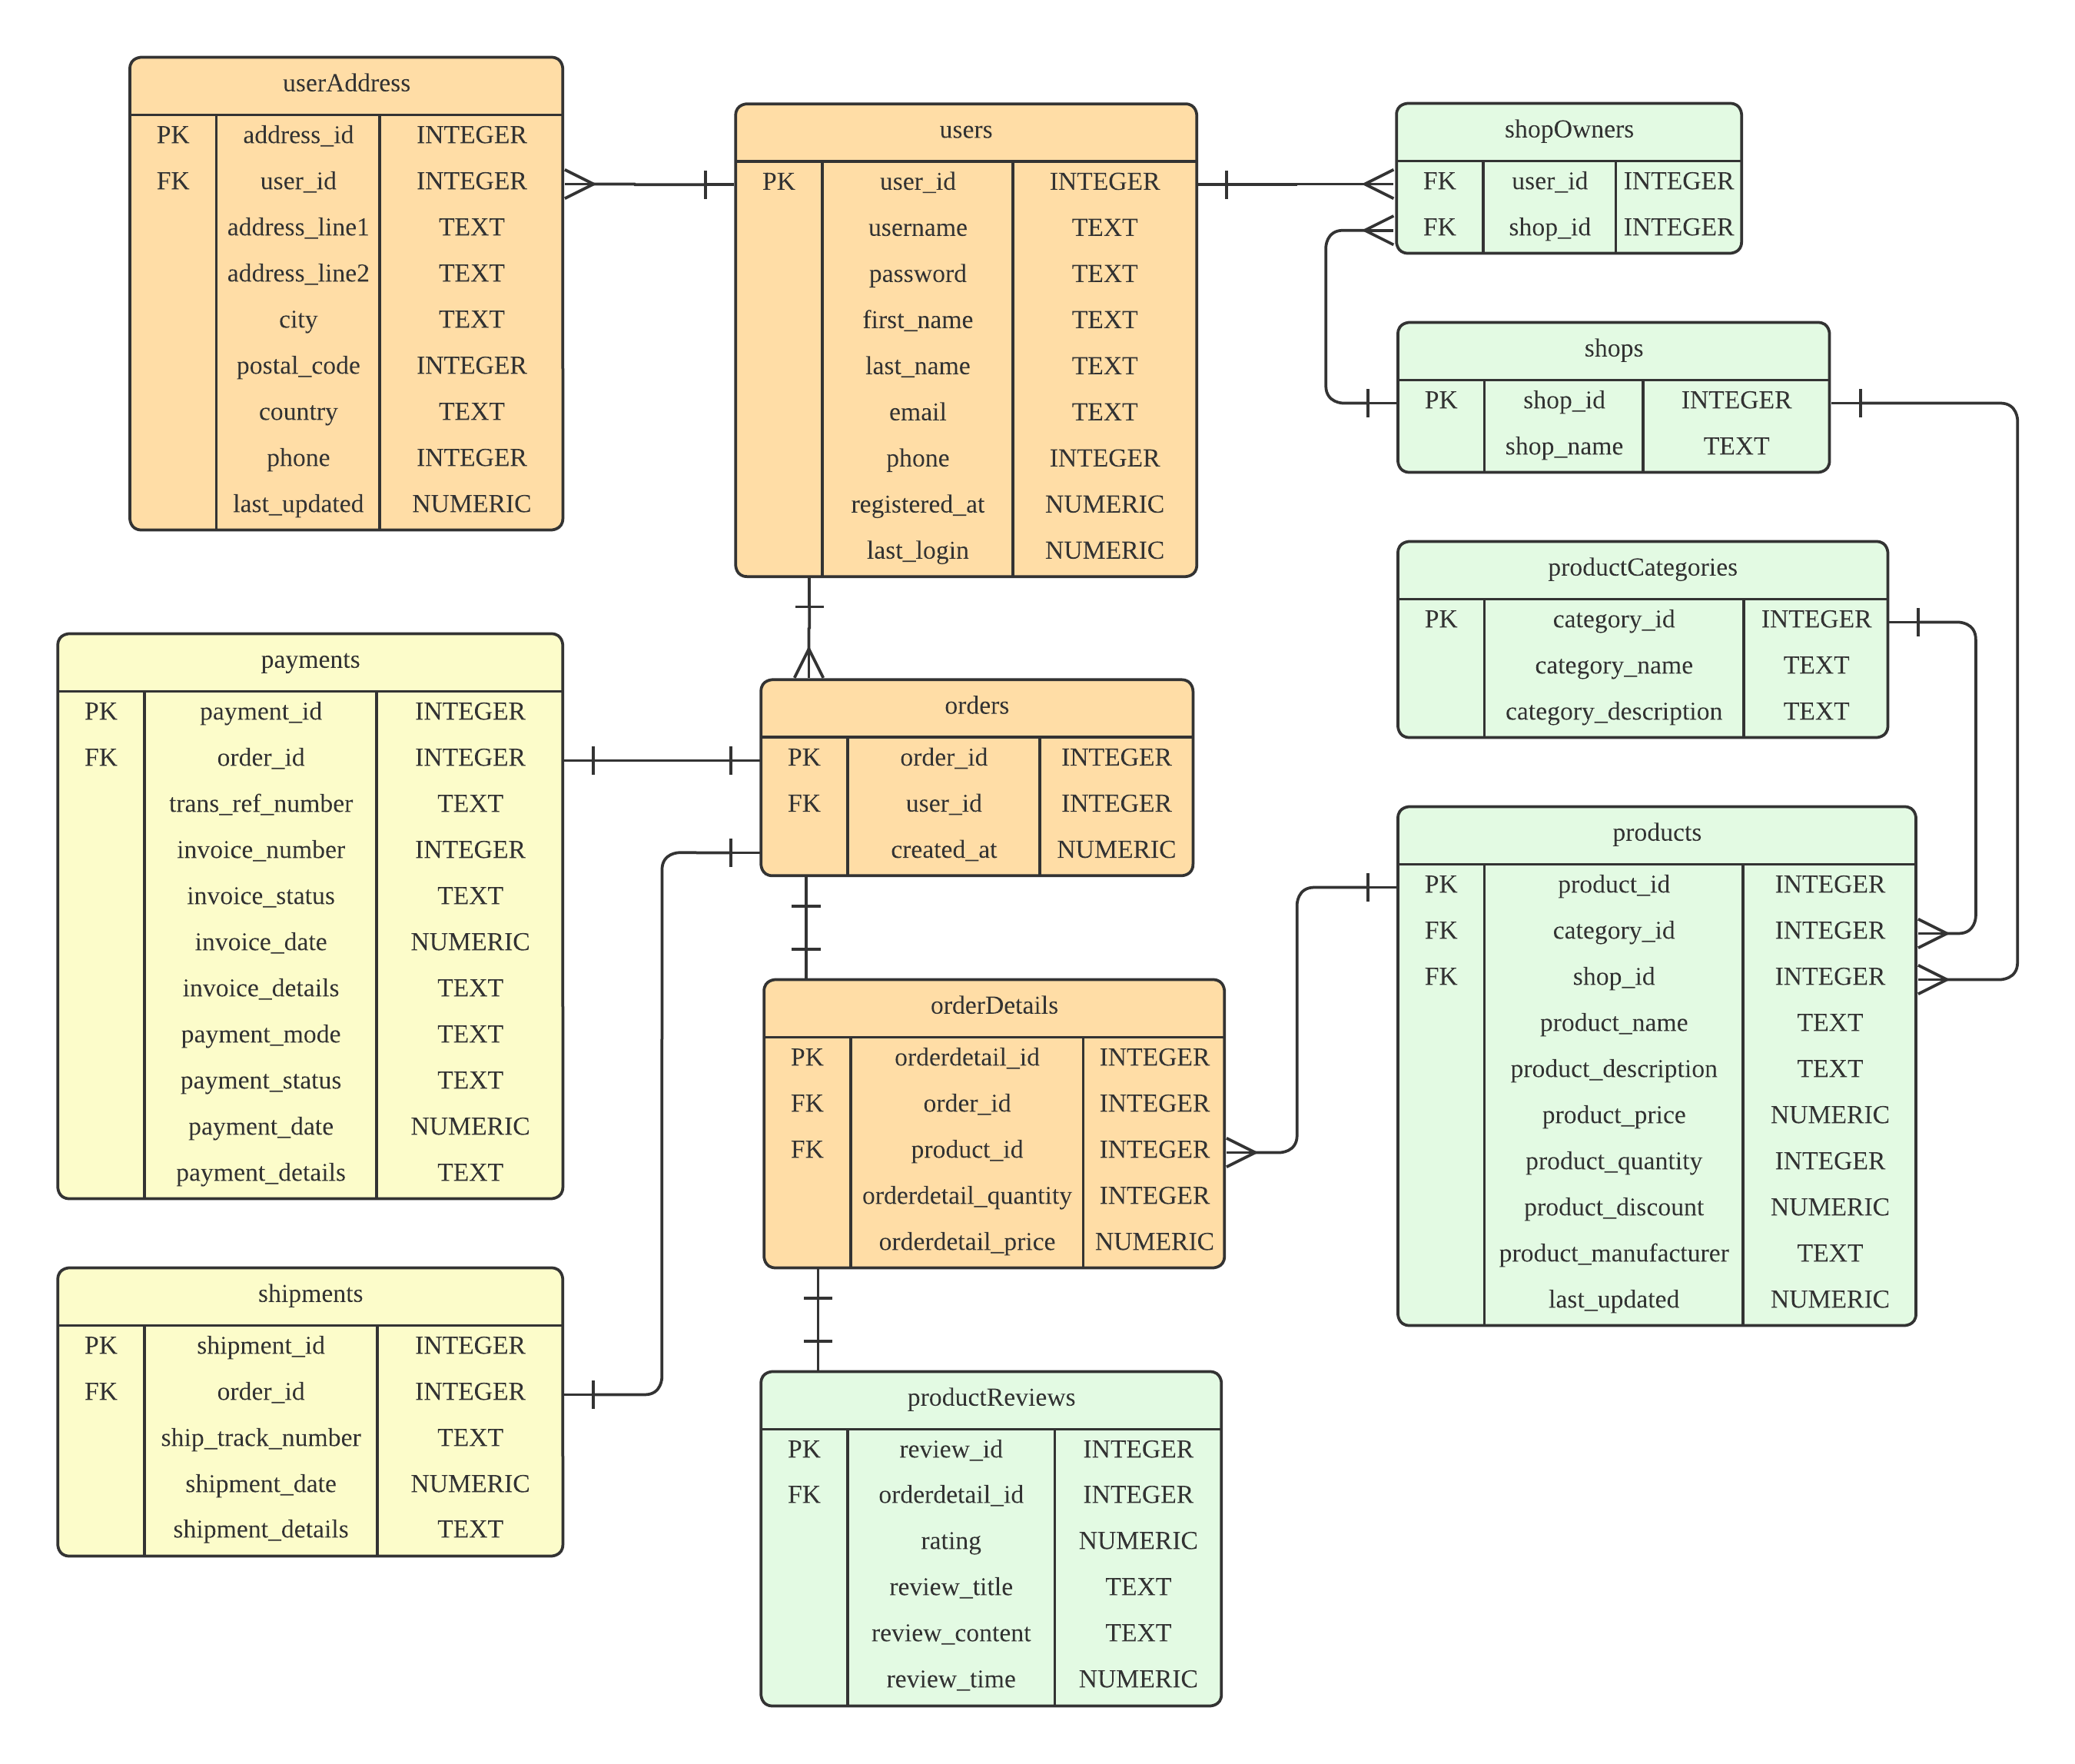 userAddress
PK address_id INTEGER
FK user_id INTEGER
address_line1 TEXT
address_line2 TEXT
city TEXT
postal_code INTEGER
country TEXT
phone INTEGER
last_updated NUMERIC
users
PK user_id INTEGER
username TEXT
password TEXT
first_name TEXT
last_name TEXT
email TEXT
phone INTEGER
registered_at NUMERIC
last_login NUMERIC
shopOwners
FK user_id INTEGER
FK shop_id INTEGER
shops
PK shop_id INTEGER
shop_name TEXT
productCategories
PK category_id INTEGER
category_name TEXT
category_description TEXT
payments
PK payment_id INTEGER
FK order_id INTEGER
trans_ref_number TEXT
invoice_number INTEGER
invoice_status TEXT
invoice_date NUMERIC
invoice_details TEXT
payment_mode TEXT
payment_status TEXT
payment_date NUMERIC
payment_details TEXT
orders
PK order_id INTEGER
FK user_id INTEGER
created_at NUMERIC
products
PK product_id INTEGER
FK category_id INTEGER
FK shop_id INTEGER
product_name TEXT
product_description TEXT
product_price NUMERIC
product_quantity INTEGER
product_discount NUMERIC
product_manufacturer TEXT
last_updated NUMERIC
orderDetails
PK orderdetail_id INTEGER
FK order_id INTEGER
FK product_id INTEGER
orderdetail_quantity INTEGER
orderdetail_price NUMERIC
shipments
PK shipment_id INTEGER
FK order_id INTEGER
ship_track_number TEXT
shipment_date NUMERIC
shipment_details TEXT
productReviews
PK review_id INTEGER
FK orderdetail_id INTEGER
rating NUMERIC
review_title TEXT
review_content TEXT
review_time NUMERIC